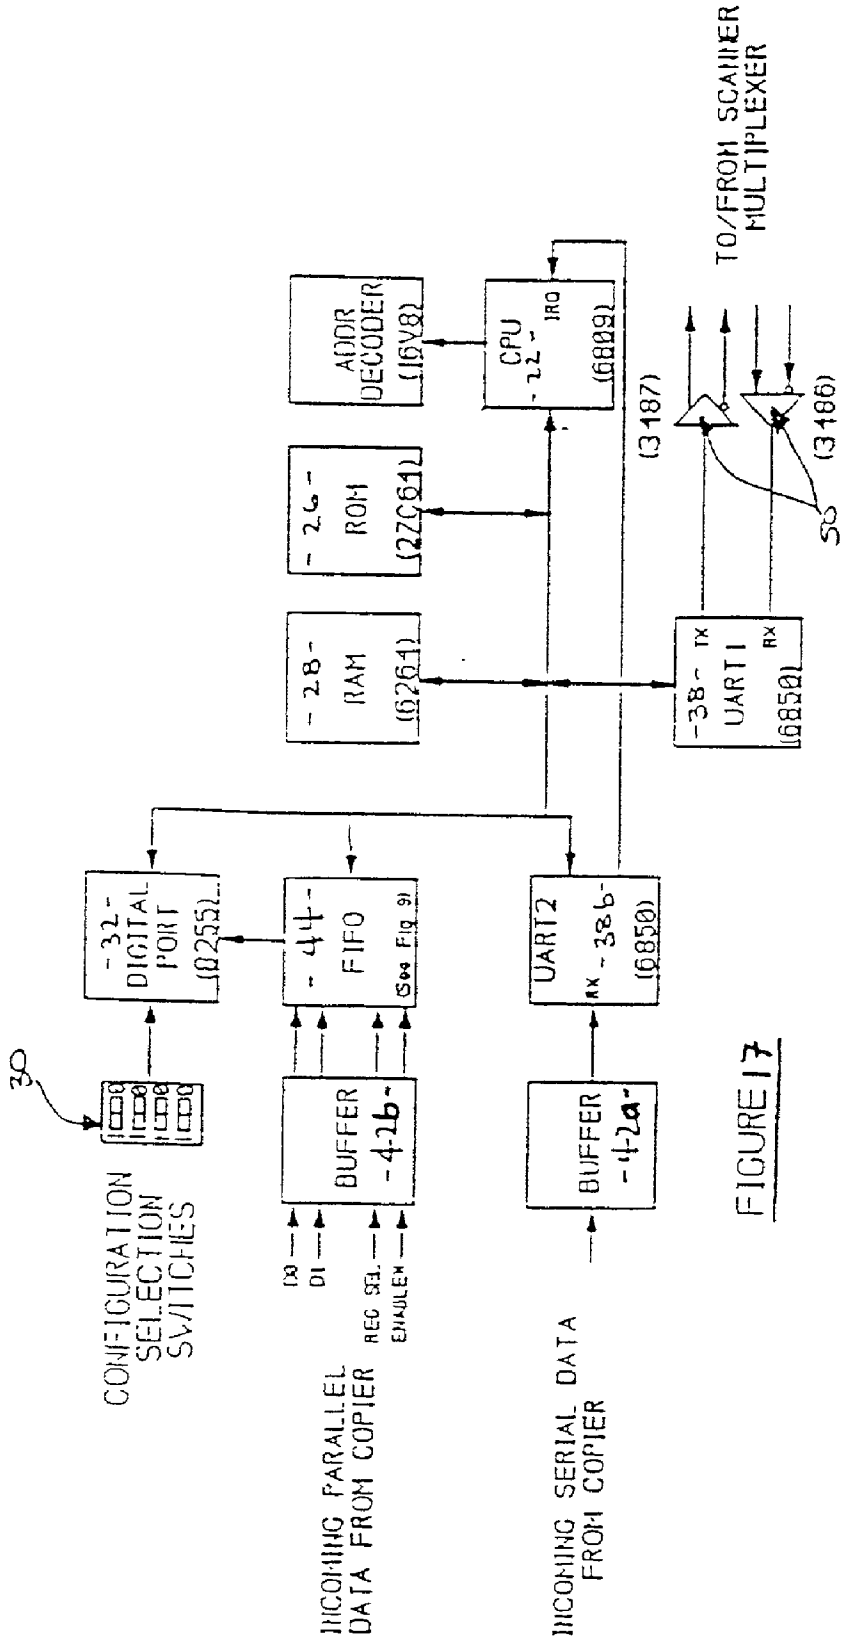 30
CONFIGURATION
SELECTION
SWITCHES
-32-
DIGITAL
PORT
(8255)
INCOMING PARALLEL
DATA FROM COPIER
D0
D1
REG SEL
ENABLEM
BUFFER
-42b-
-44-
FIFO
(See Fig 9)
INCOMING SERIAL DATA
FROM COPIER
BUFFER
-42a-
UART2
RX -38b-
(6850)
-28-
RAM
(6264)
-26-
ROM
(27C64)
ADDR
DECODER
(16V8)
CPU
-22-
IRQ
(6809)
-38- TX
UART1
RX
(6850)
(3487)
(3486)
50
TO/FROM SCANNER
MULTIPLEXER
FIGURE 17